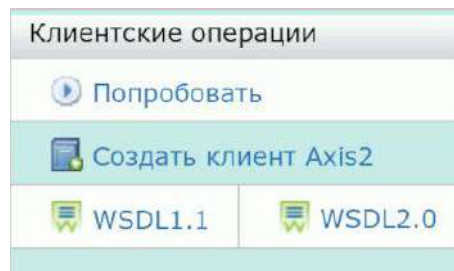 Клиентские операции
Попробовать
Создать клиент Axis2
WSDL1.1 WSDL2.0